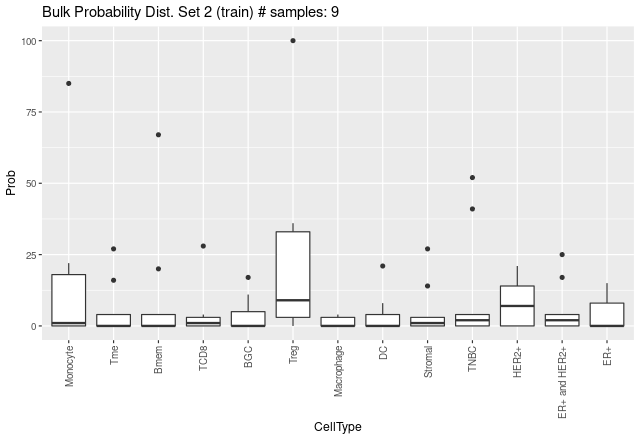 Bulk Probability Dist. Set 2 (train) # samples: 9
100
75
50
25
0
Prob
Monocyte
Tme
Bmem
TCD8
BGC
Treg
Macrophage
DC
Stromal
TNBC
HER2+
ER+ and HER2+
ER+
CellType